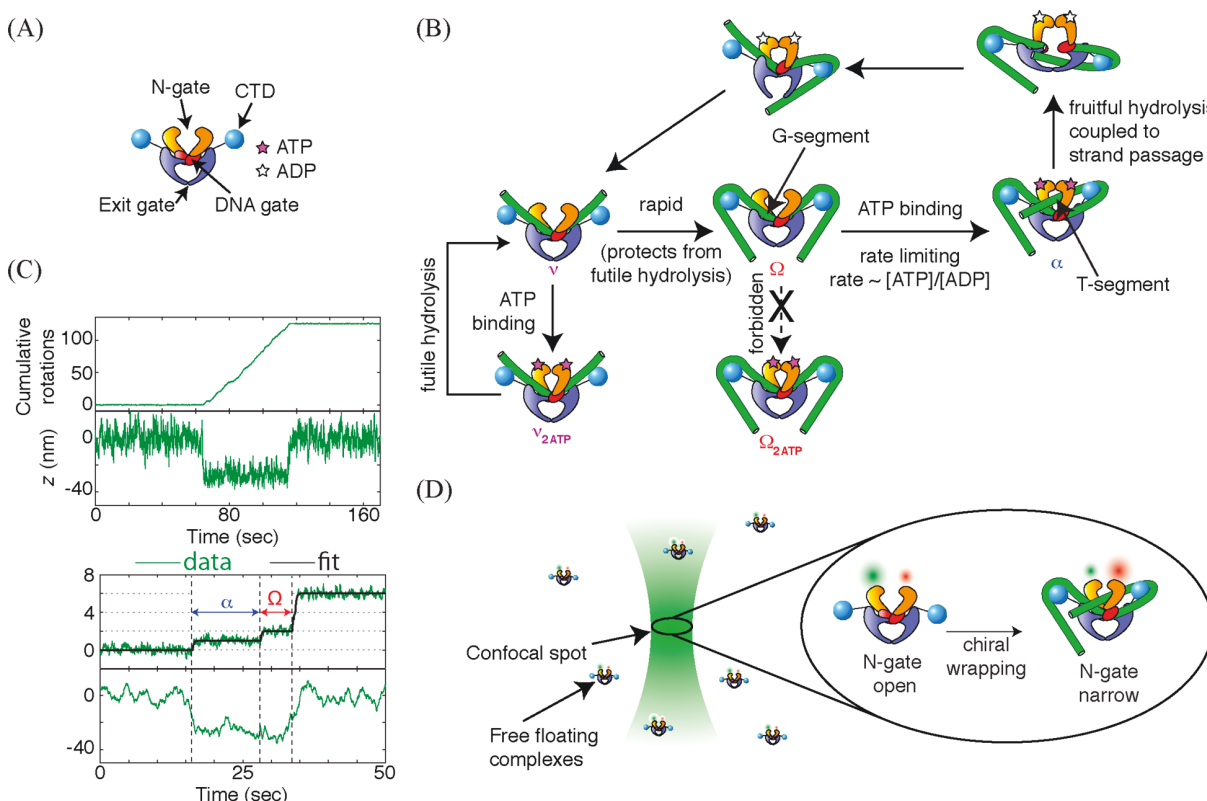 (A)
N-gate
CTD
ATP
ADP
Exit gate
DNA gate
(B)
G-segment
fruitful hydrolysis
coupled to
strand passage
rapid
(protects from
futile hydrolysis)
ATP binding
rate limiting
rate ~ [ATP]/[ADP]
ν
Ω
α
T-segment
futile hydrolysis
ATP
binding
forbidden
X
ν2ATP
Ω2ATP
(C)
Cumulative
rotations
100
50
0
z (nm)
0
-40
0
80
160
Time (sec)
data
fit
8
4
0
α
Ω
0
-40
0
25
50
Time (sec)
(D)
Confocal spot
Free floating
complexes
N-gate
open
chiral
wrapping
N-gate
narrow